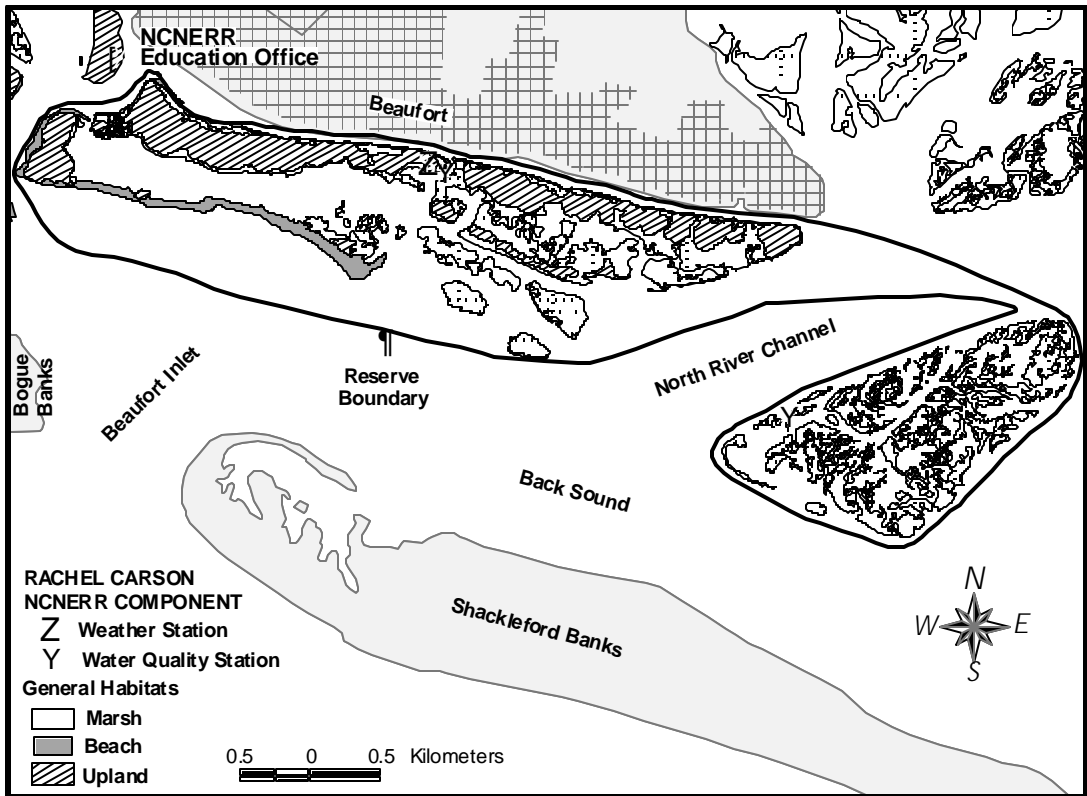 NCNERR
Education Office
Beaufort
Z
Y
Bogue
Banks
Beaufort Inlet
Reserve
Boundary
North River Channel
Y
Back Sound
Shackleford Banks
RACHEL CARSON
NCNERR COMPONENT
Z Weather Station
Y Water Quality Station
General Habitats
Marsh
Beach
Upland
0.5 0 0.5 Kilometers
N
W E
S